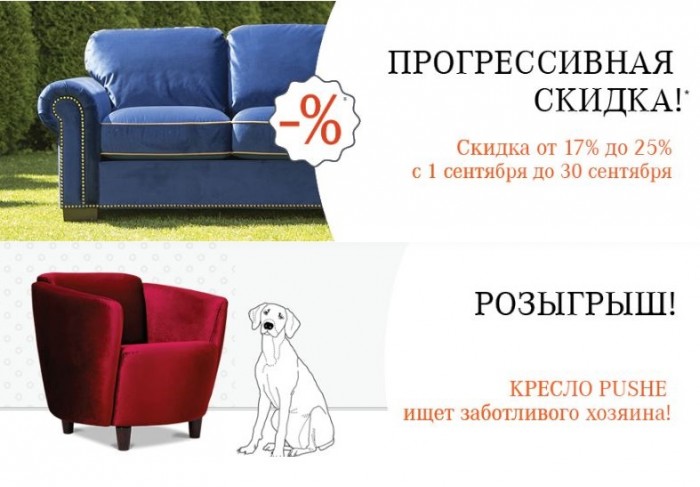 ПРОГРЕССИВНАЯ
СКИДКА!*
-%*
Скидка от 17% до 25%
с 1 сентября до 30 сентября
РОЗЫГРЫШ!
КРЕСЛО PUSHE
ищет заботливого хозяина!